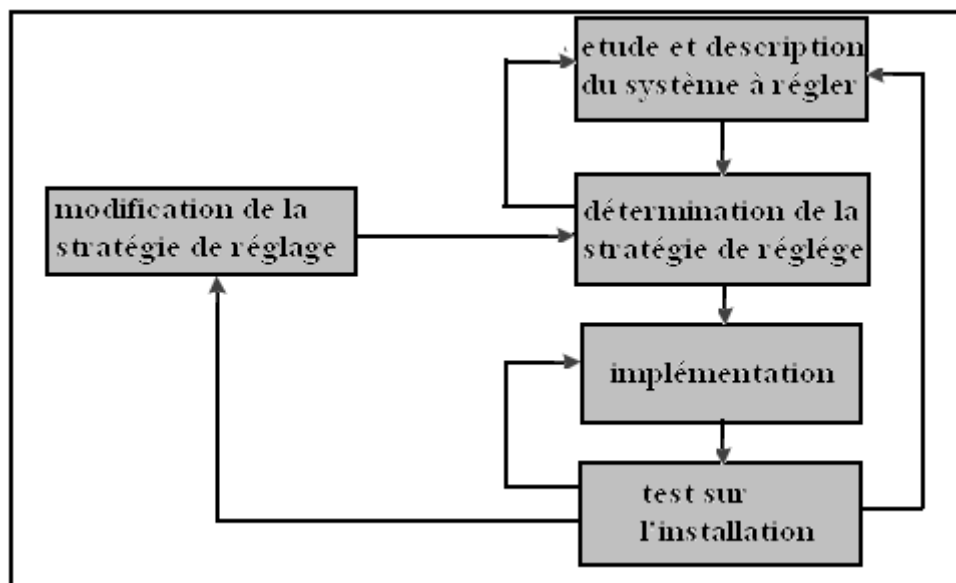 etude et description
du système à régler
modification de la
stratégie de réglage
détermination de la
stratégie de réglége
implémentation
test sur
l'installation